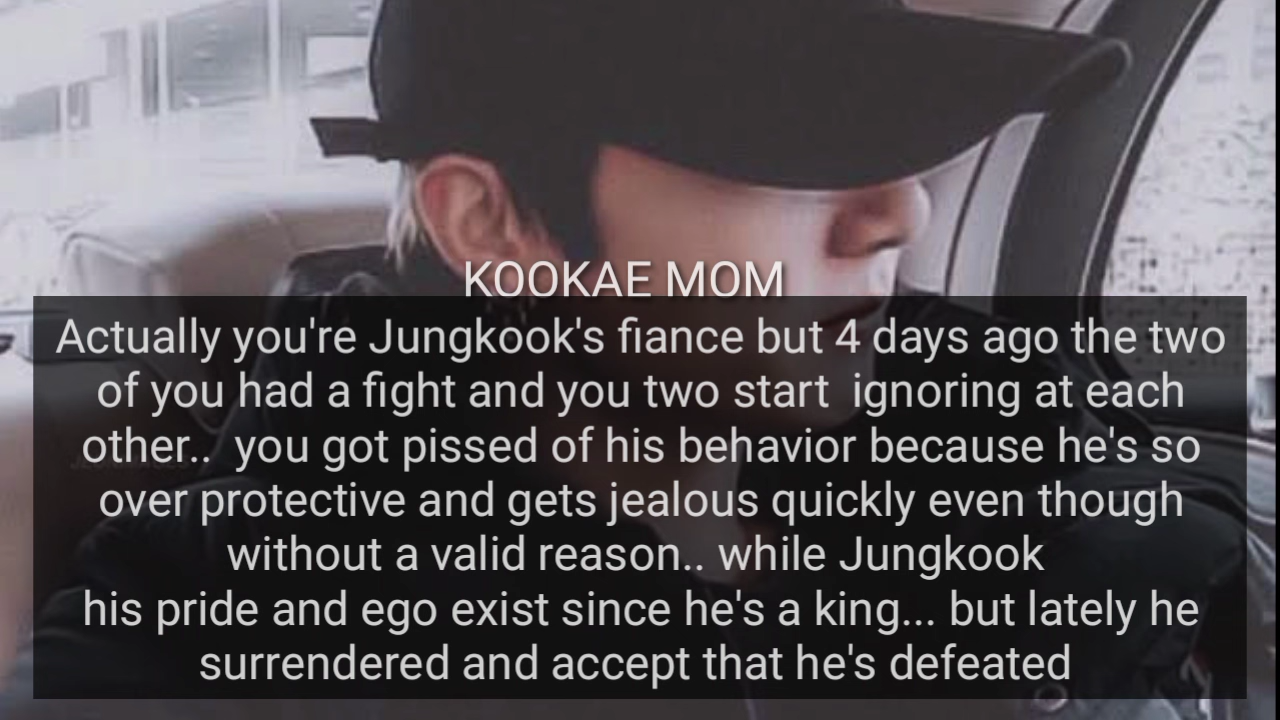 KOOKAE MOM
Actually you're Jungkook's fiance but 4 days ago the two
of you had a fight and you two start  ignoring at each
other..  you got pissed of his behavior because he's so
over protective and gets jealous quickly even though
without a valid reason.. while Jungkook
his pride and ego exist since he's a king... but lately he
surrendered and accept that he's defeated